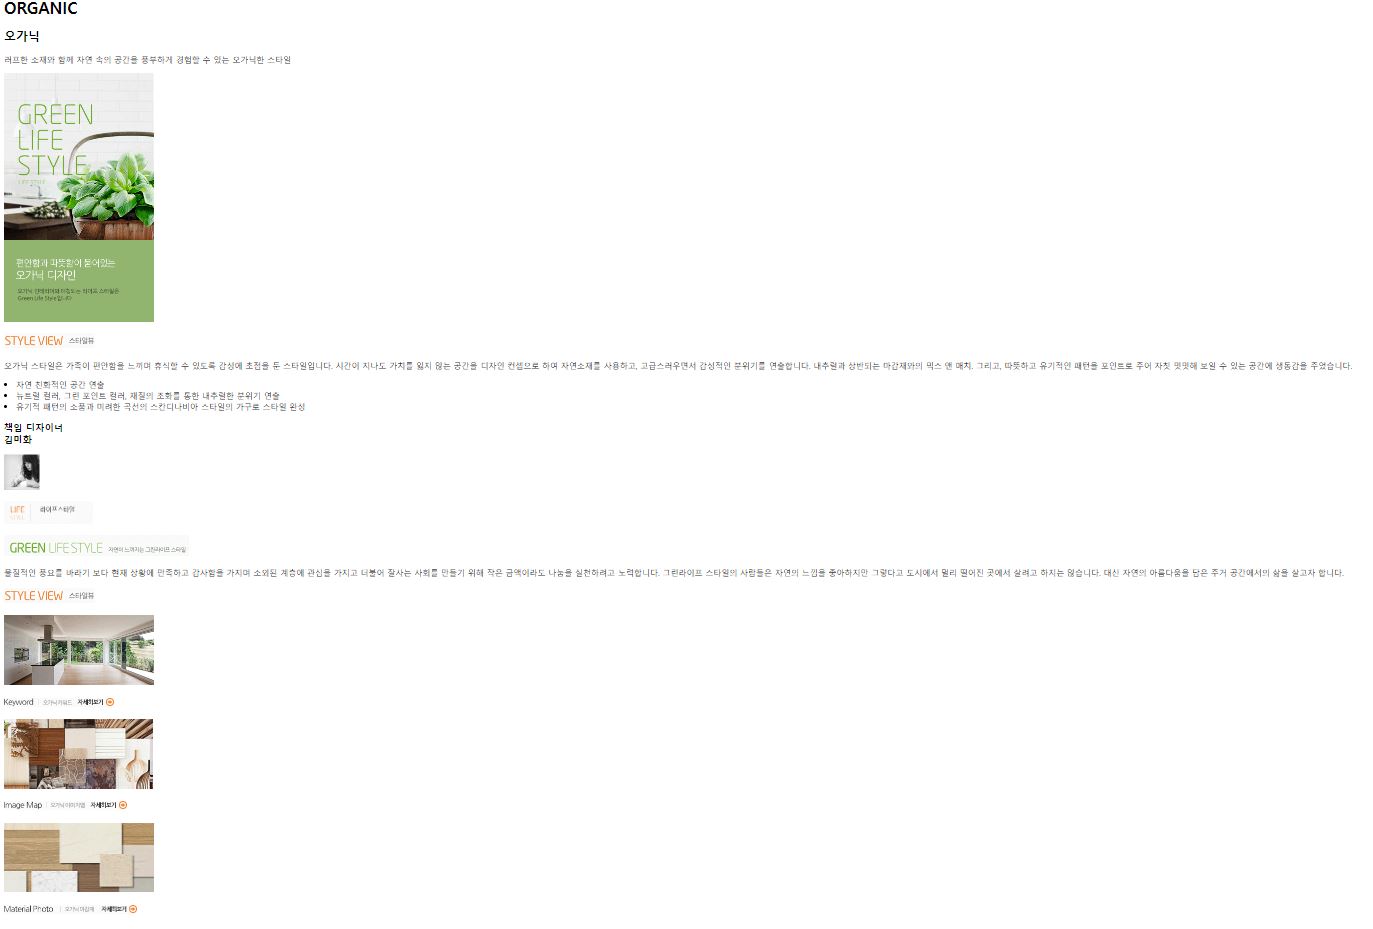 ORGANIC
오가닉
러프한 소재와 함께 자연 속의 공간을 풍부하게 경험할 수 있는 오가닉한 스타일
GREEN
LIFE
STYLE
LIFE STYLE
편안함과 따뜻함이 묻어있는
오가닉 디자인
오가닉 인테리어와 매칭되는 라이프 스타일은
Green Life Style입니다
STYLE VIEW 스타일뷰
오가닉 스타일은 가족이 편안함을 느끼며 휴식할 수 있도록 감성에 초점을 둔 스타일입니다. 시간이 지나도 가치를 잃지 않는 공간을 디자인 컨셉으로 하여 자연소재를 사용하고, 고급스러우면서 감성적인 분위기를 연출합니다. 내추럴과 상반되는 마감재와의 믹스 앤 매치, 그리고, 따뜻하고 유기적인 패턴을 포인트로 주어 자칫 밋밋해 보일 수 있는 공간에 생동감을 주었습니다.
자연 친화적인 공간 연출
뉴트럴 컬러, 그린 포인트 컬러, 재질의 조화를 통한 내추럴한 분위기 연출
유기적 패턴의 소품과 미려한 곡선의 스칸디나비아 스타일의 가구로 스타일 완성
책임 디자이너
김미화
LIFE 라이프스타일
STYLE
GREEN LIFE STYLE 자연이 느껴지는 그린라이프 스타일
물질적인 풍요를 바라기 보다 현재 상황에 만족하고 감사함을 가지며 소외된 계층에 관심을 가지고 더불어 잘사는 사회를 만들기 위해 작은 금액이라도 나눔을 실천하려고 노력합니다. 그린라이프 스타일의 사람들은 자연의 느낌을 좋아하지만 그렇다고 도시에서 멀리 떨어진 곳에서 살려고 하지는 않습니다. 대신 자연의 아름다움을 담은 주거 공간에서의 삶을 살고자 합니다.
STYLE VIEW 스타일뷰
Keyword 오가닉 키워드 자세히보기
Image Map 오가닉 이미지맵 자세히보기
Material Photo 오가닉 마감재 자세히보기